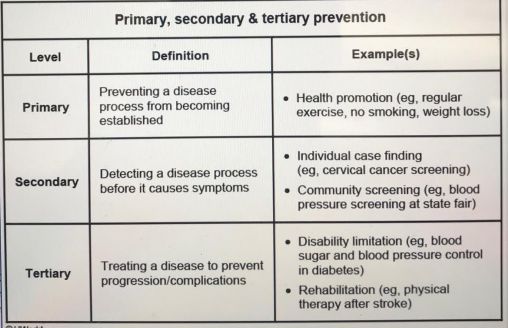 Primary, secondary & tertiary prevention
Level
Definition
Example(s)
Primary
Preventing a disease
process from becoming
established
• Health promotion (eg, regular
exercise, no smoking, weight loss)
Secondary
Detecting a disease process
before it causes symptoms
• Individual case finding
(eg, cervical cancer screening)
• Community screening (eg, blood
pressure screening at state fair)
Tertiary
Treating a disease to prevent
progression/complications
• Disability limitation (eg, blood
sugar and blood pressure control
in diabetes)
• Rehabilitation (eg, physical
therapy after stroke)